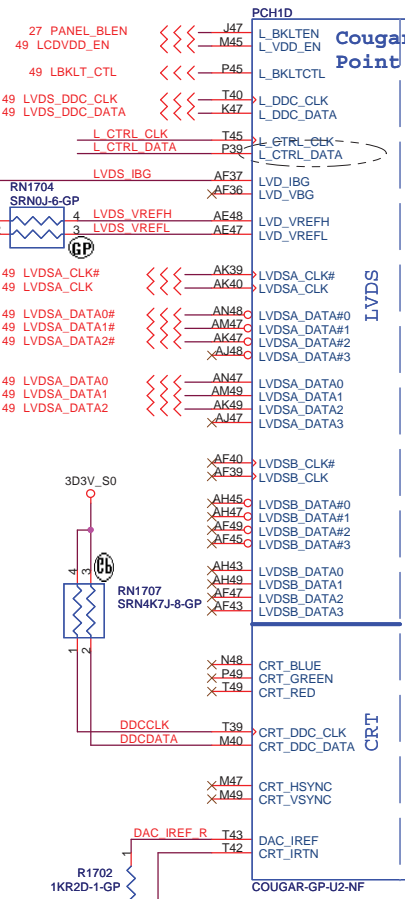 PCH1D
27 PANEL_BLEN J47 L_BKLTEN Cougar
49 LCDVDD_EN M45 L_VDD_EN
Point
49 LBKLT_CTL P45 L_BKLTCTL
49 LVDS_DDC_CLK T40 L_DDC_CLK
49 LVDS_DDC_DATA K47 L_DDC_DATA
L_CTRL_CLK T45 L_CTRL_CLK
L_CTRL_DATA P39 L_CTRL_DATA
LVDS_IBG AF37 LVD_IBG
AF36 LVD_VBG
RN1704
SRN0J-6-GP
4 LVDS_VREFH AE48 LVD_VREFH
3 LVDS_VREFL AE47 LVD_VREFL
GP
49 LVDSA_CLK# AK39 LVDSA_CLK#
49 LVDSA_CLK AK40 LVDSA_CLK
LVDS
49 LVDSA_DATA0# AN48 LVDSA_DATA#0
49 LVDSA_DATA1# AM47 LVDSA_DATA#1
49 LVDSA_DATA2# AK47 LVDSA_DATA#2
AJ48 LVDSA_DATA#3
49 LVDSA_DATA0 AN47 LVDSA_DATA0
49 LVDSA_DATA1 AM49 LVDSA_DATA1
49 LVDSA_DATA2 AK49 LVDSA_DATA2
AJ47 LVDSA_DATA3
AF40 LVDSB_CLK#
AF39 LVDSB_CLK
3D3V_S0
AH45 LVDSB_DATA#0
AH47 LVDSB_DATA#1
AF49 LVDSB_DATA#2
AF45 LVDSB_DATA#3
4 3
AH43 LVDSB_DATA0
AH49 LVDSB_DATA1
AF47 LVDSB_DATA2
AF43 LVDSB_DATA3
RN1707
SRN4K7J-8-GP
1 2
N48 CRT_BLUE
P49 CRT_GREEN
T49 CRT_RED
DDCCLK T39 CRT_DDC_CLK
DDCDATA M40 CRT_DDC_DATA
CRT
M47 CRT_HSYNC
M49 CRT_VSYNC
DAC_IREF_R T43 DAC_IREF
T42 CRT_IRTN
1
R1702
1KR2D-1-GP
COUGAR-GP-U2-NF